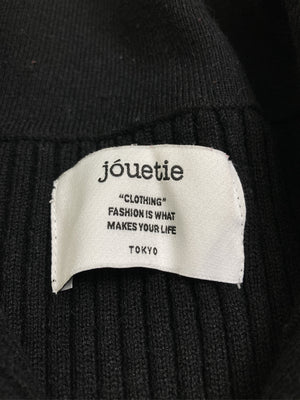 jóuetie
“CLOTHING”
FASHION IS WHAT
MAKES YOUR LIFE
TOKYO